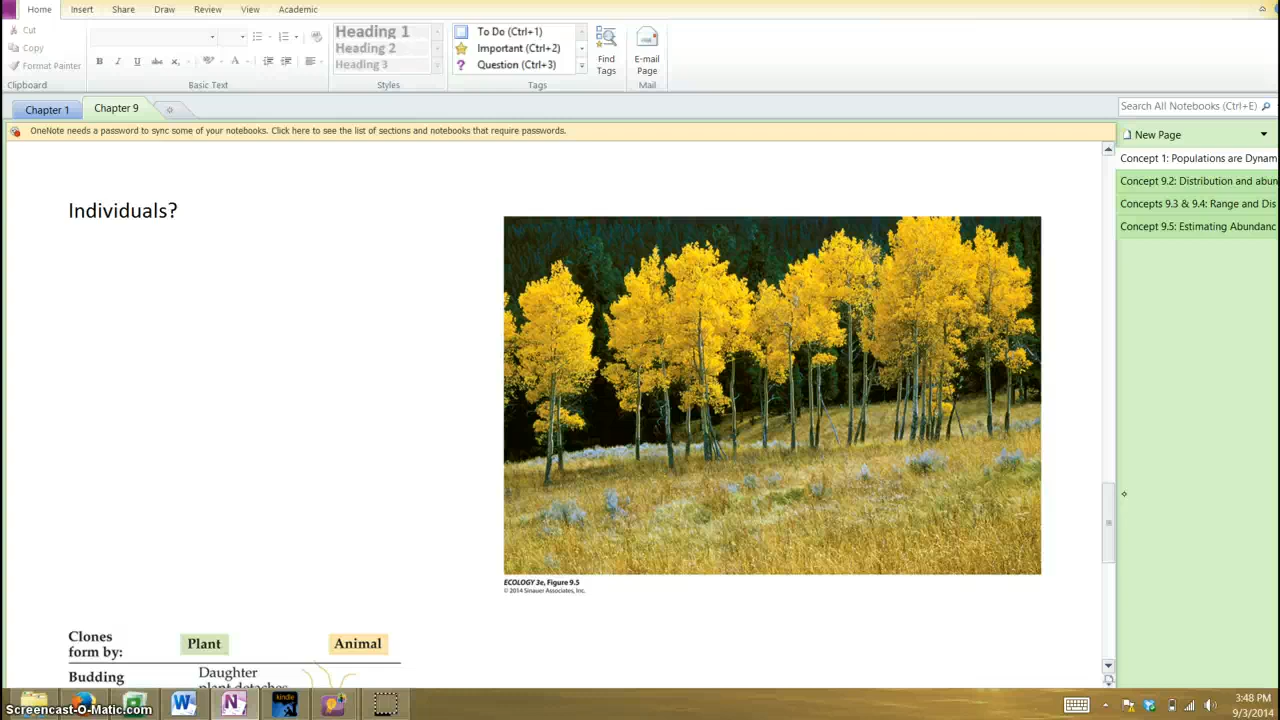 Home Insert Share Draw Review View Academic
Cut
Copy
Format Painter
Clipboard
Basic Text
Heading 1
Heading 2
Heading 3
Styles
To Do (Ctrl+1)
Important (Ctrl+2)
Question (Ctrl+3)
Tags
Find
Tags
E-mail
Page
Mail
Chapter 1 Chapter 9
Search All Notebooks (Ctrl+E)
OneNote needs a password to sync some of your notebooks. Click here to see the list of sections and notebooks that require passwords.
New Page
Concept 1: Populations are Dynam
Concept 9.2: Distribution and abun
Concepts 9.3 & 9.4: Range and Dis
Concept 9.5: Estimating Abundanc
Individuals?
ECOLOGY 3e, Figure 9.5
© 2014 Sinauer Associates, Inc.
Clones
form by:
Plant Animal
Budding Daughter
plant detaches
kindle
Screencast-O-Matic.com
3:48 PM
9/3/2014